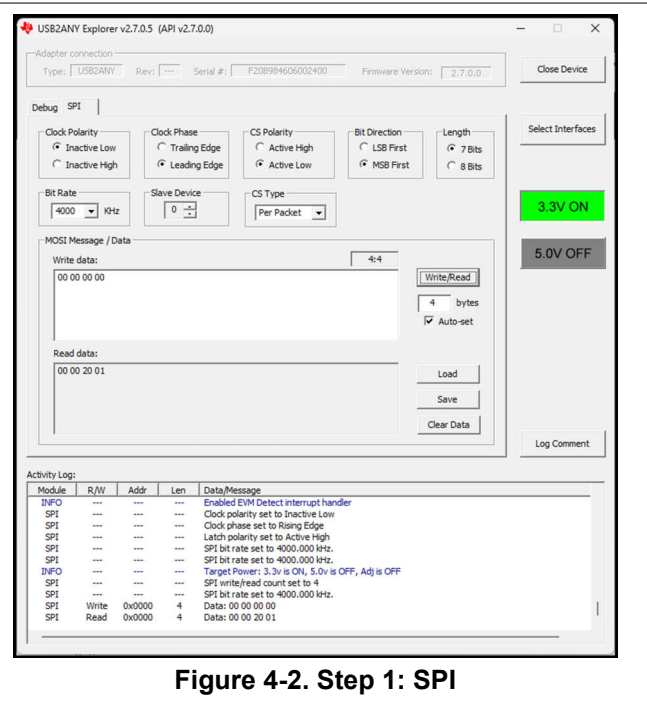 USB2ANY Explorer v2.7.0.5 (API v2.7.0.0)
Adapter connection
Type: USB2ANY Rev: --- Serial #: F20B984606002400 Firmware Version: 2.7.0.0
Close Device
Debug SPI
Select Interfaces
Clock Polarity Clock Phase CS Polarity Bit Direction Length
Inactive Low Trailing Edge Active High LSB First 7 Bits
Inactive High Leading Edge Active Low MSB First 8 Bits
Bit Rate Slave Device CS Type
4000 KHz 0 Per Packet
3.3V ON
5.0V OFF
MOSI Message / Data
Write data: 4:4
00 00 00 00
Write/Read
4 bytes
Auto-set
Read data:
00 00 20 01
Load
Save
Clear Data
Log Comment
Activity Log:
Module R/W Addr Len Data/Message
INFO --- --- --- Enabled EVM Detect interrupt handler
SPI --- --- --- Clock polarity set to Inactive Low
SPI --- --- --- Clock phase set to Rising Edge
SPI --- --- --- Latch polarity set to Active High
SPI --- --- --- SPI bit rate set to 4000.000 kHz.
SPI --- --- --- SPI bit rate set to 4000.000 kHz.
INFO --- --- --- Target Power: 3.3v is ON, 5.0v is OFF, Adj is OFF
SPI --- --- --- SPI write/read count set to 4
SPI --- --- --- SPI bit rate set to 4000.000 kHz.
SPI Write 0x0000 4 Data: 00 00 00 00
SPI Read 0x0000 4 Data: 00 00 20 01
Figure 4-2. Step 1: SPI